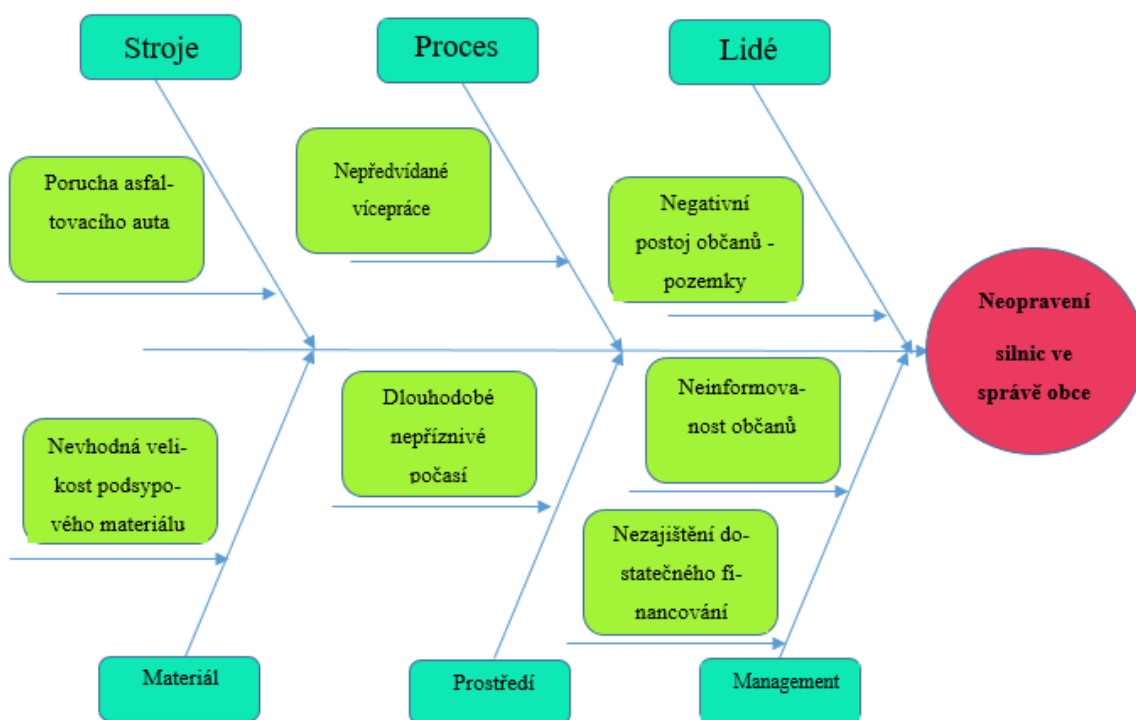 Stroje
Proces
Lidé
Porucha asfal-
tovacího auta
Nepředvídané
vícepráce
Negativní
postoj občanů -
pozemky
Neopravení
silnic ve
správě obce
Nevhodná veli-
kost podsypo-
vého materiálu
Dlouhodobé
nepříznivé
počasí
Neinformova-
nost občanů
Nezajištění do-
statečného fi-
nancování
Materiál
Prostředí
Management